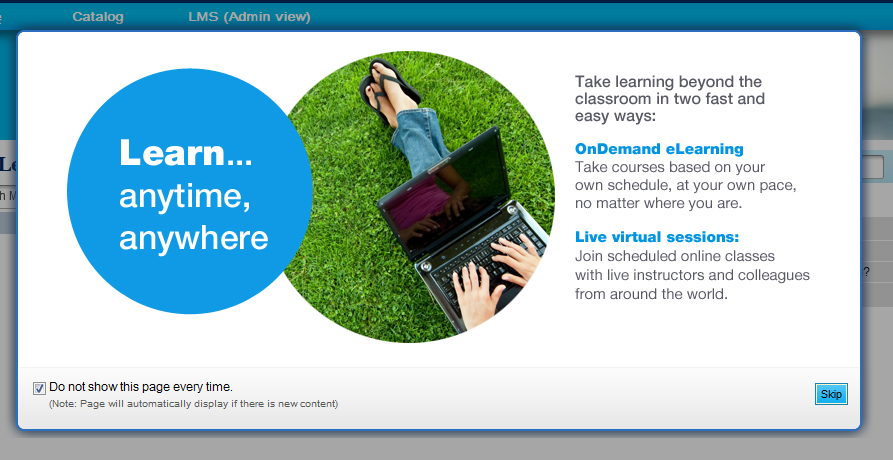 Catalog LMS (Admin view)
Learn...
anytime,
anywhere
Take learning beyond the
classroom in two fast and
easy ways:
OnDemand eLearning
Take courses based on your
own schedule, at your own pace,
no matter where you are.
Live virtual sessions:
Join scheduled online classes
with live instructors and colleagues
from around the world.
Do not show this page every time.
(Note: Page will automatically display if there is new content)
Skip